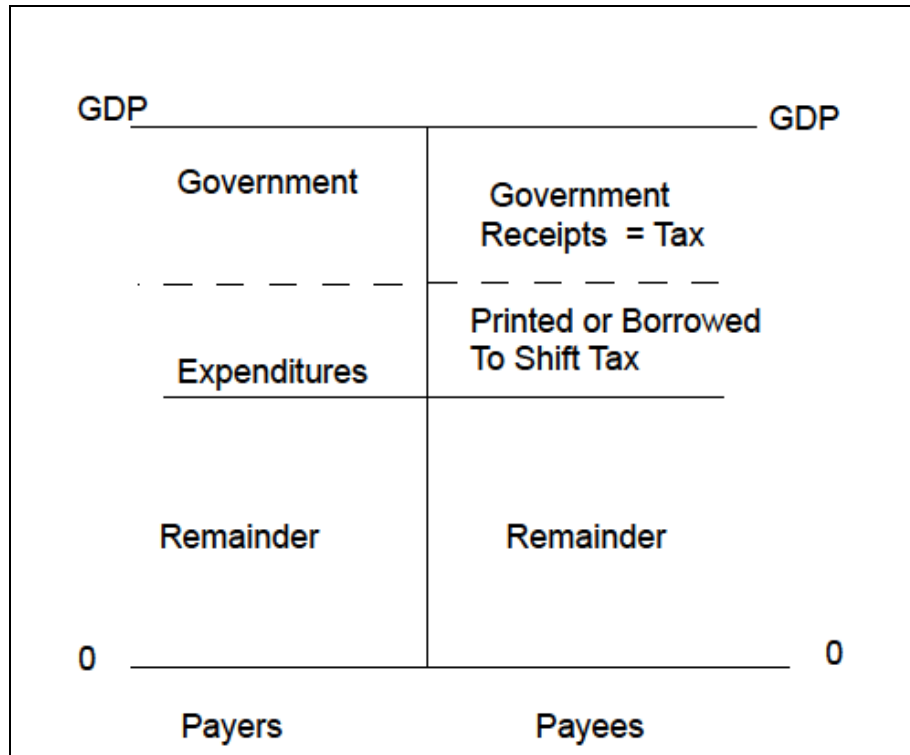 GDP
GDP
Government
Government
Receipts = Tax
Printed or Borrowed
To Shift Tax
Expenditures
Remainder
Remainder
0
0
Payers
Payees